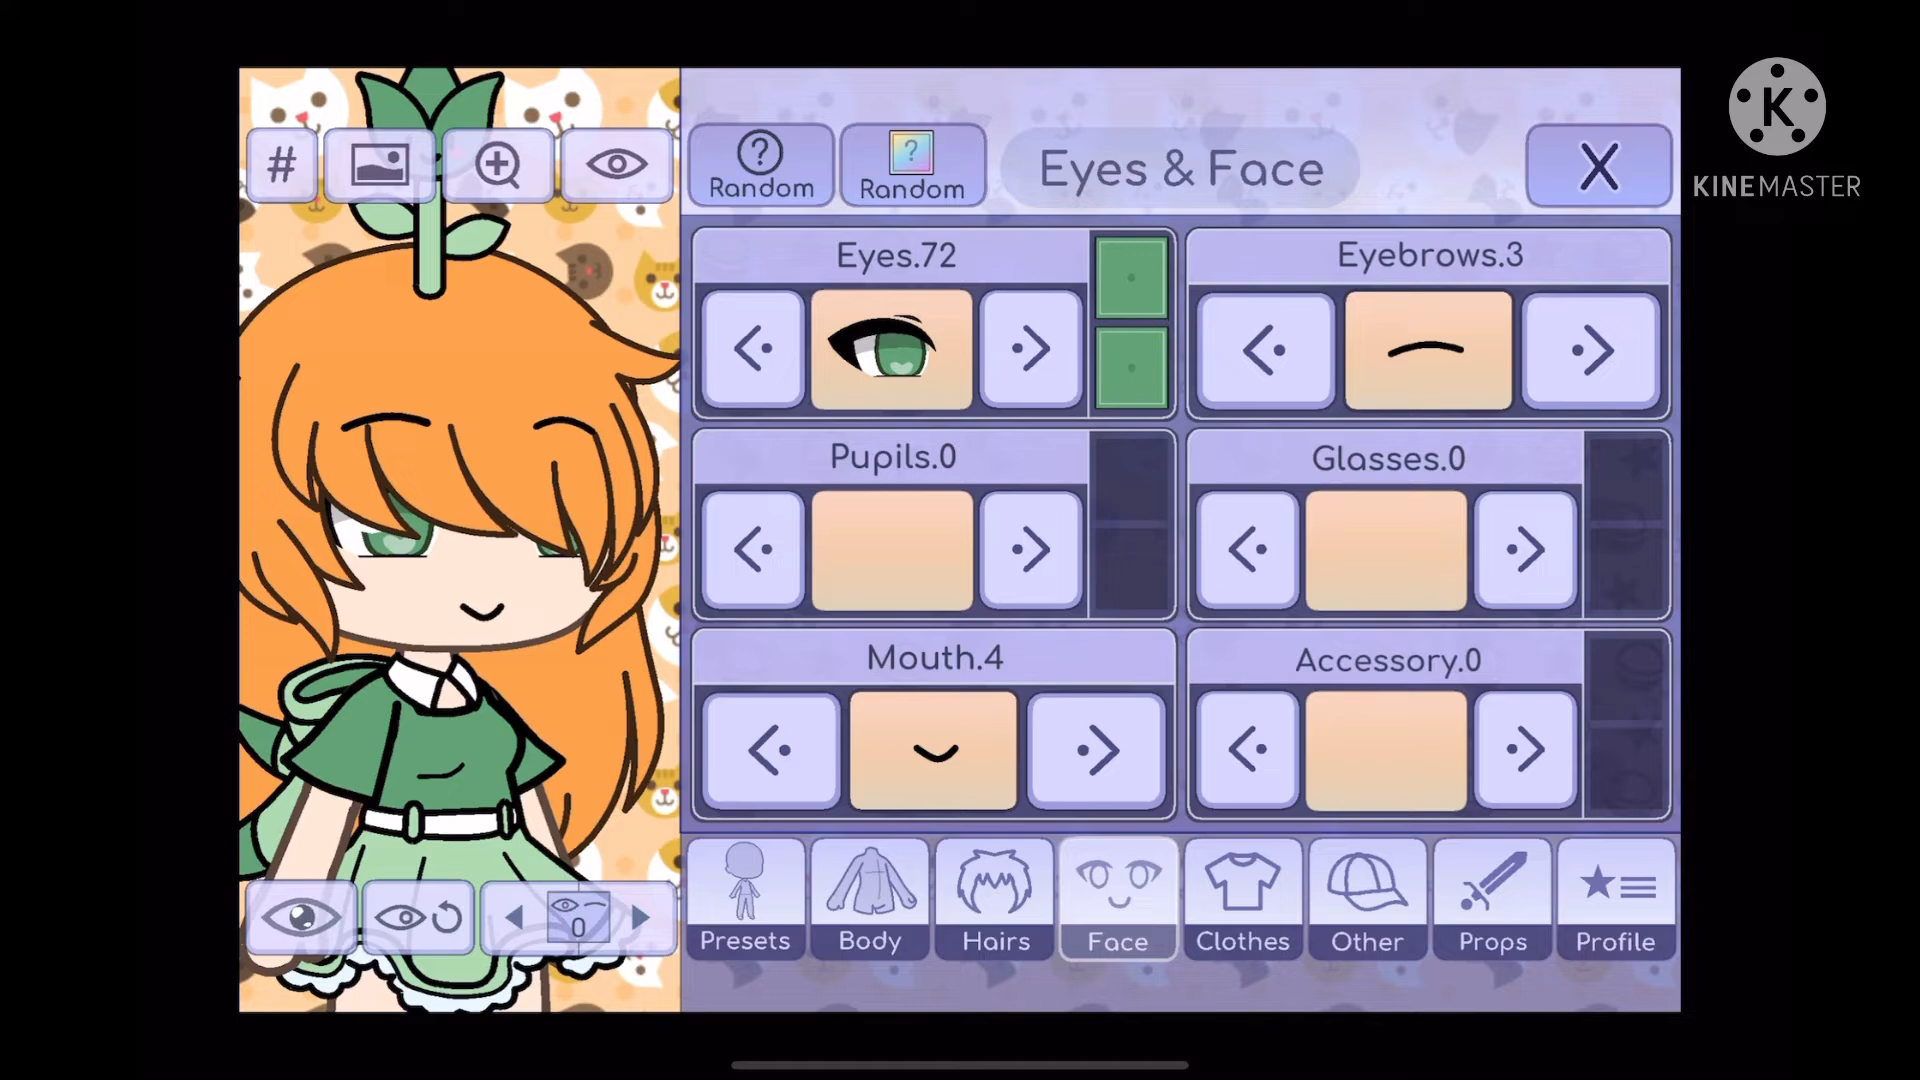 #
?
Random
?
Random
Eyes & Face
X
K
KINEMASTER
Eyes.72
Eyebrows.3
Pupils.0
Glasses.0
Mouth.4
Accessory.0
0
Presets
Body
Hairs
Face
Clothes
Other
Props
Profile